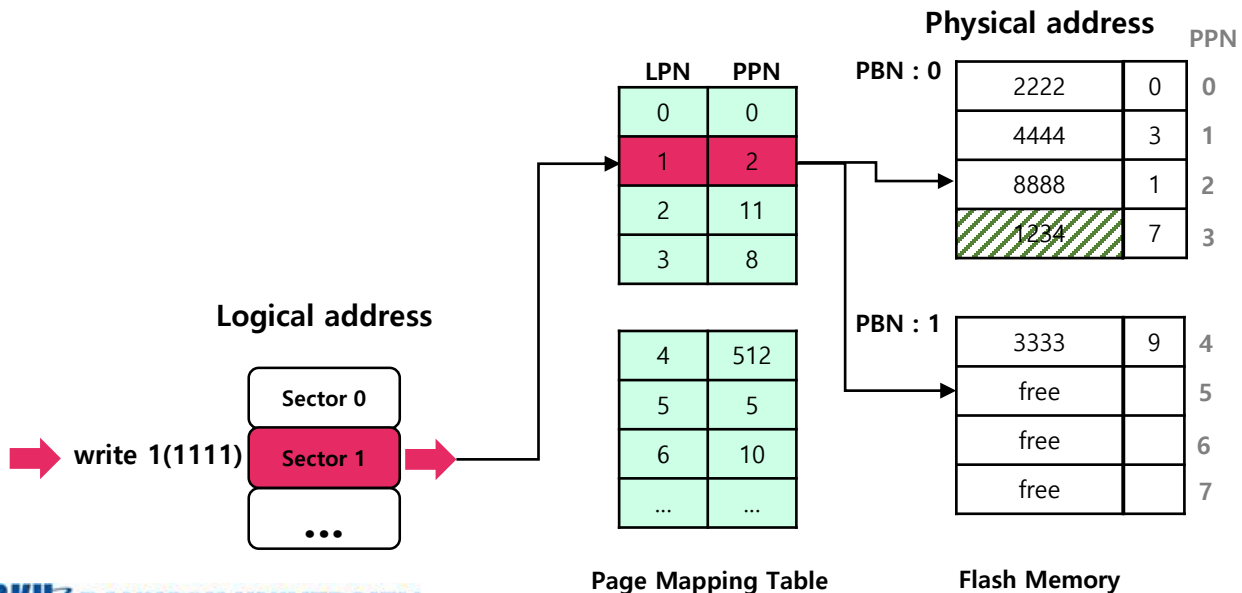 Physical address
PPN
LPN PPN
PBN : 0
0 0
1 2
2 11
3 8
2222 0 0
4444 3 1
8888 1 2
1234 7 3
Logical address
PBN : 1
4 512
5 5
6 10
... ...
3333 9 4
free 5
free 6
free 7
Sector 0
write 1(1111) Sector 1
...
Page Mapping Table
Flash Memory